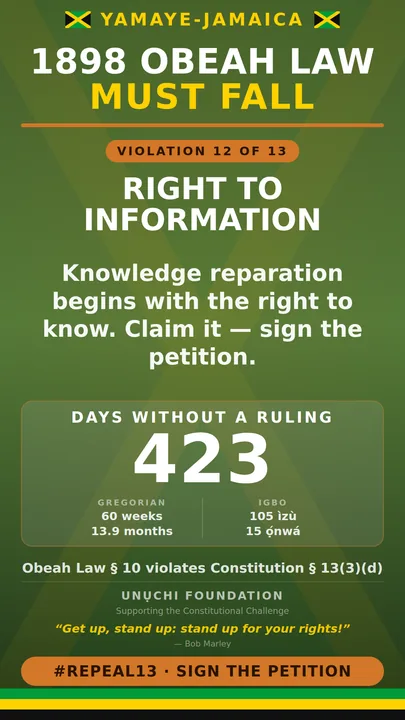 YAMAYE-JAMAICA
1898 OBEAH LAW
MUST FALL
VIOLATION 12 OF 13
RIGHT TO
INFORMATION
Knowledge reparation
begins with the right to
know. Claim it — sign the
petition.
DAYS WITHOUT A RULING
423
GREGORIAN
60 weeks
13.9 months
IGBO
105 ìzù
15 ọ́nwá
Obeah Law § 10 violates Constitution § 13(3)(d)
UNỤCHI FOUNDATION
Supporting the Constitutional Challenge
“Get up, stand up: stand up for your rights!”
— Bob Marley
#REPEAL13 · SIGN THE PETITION